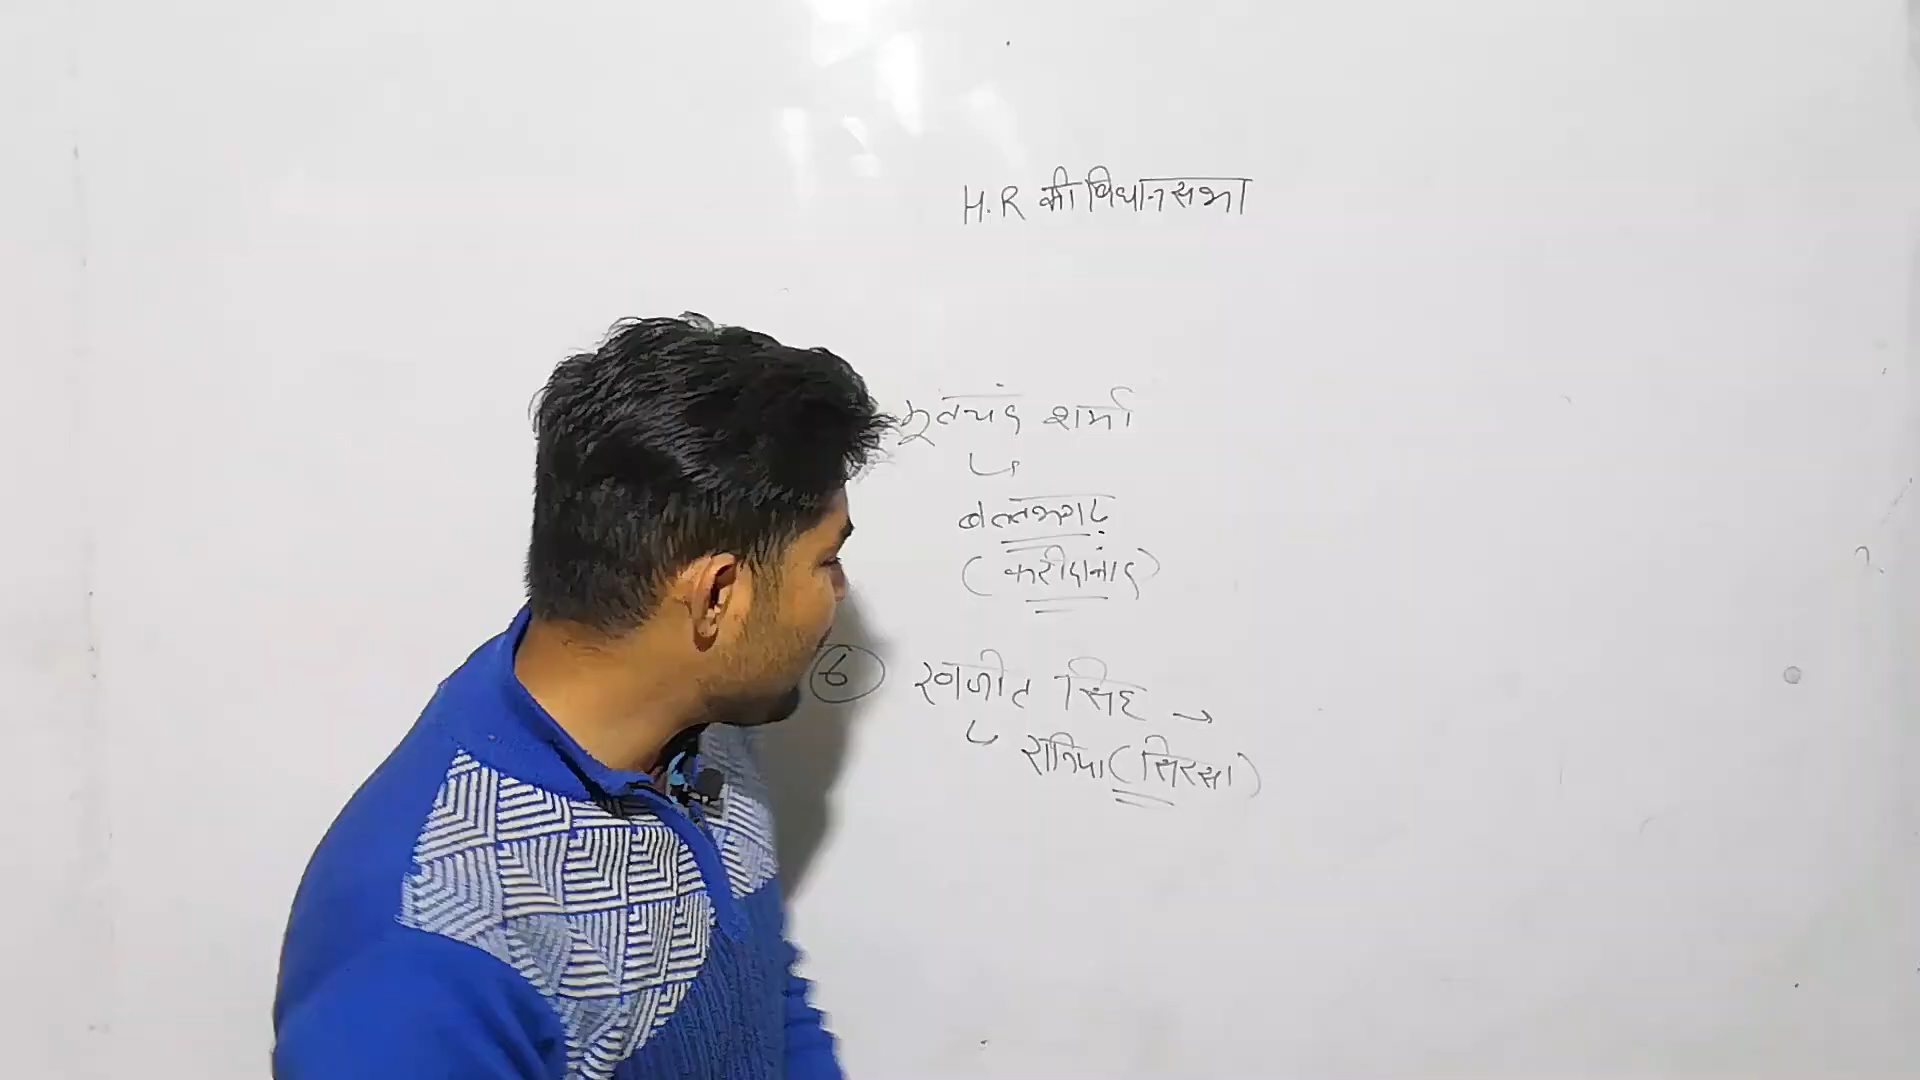 H.R की विधानसभा
मूलचंद शर्मा
बल्लभगढ़
(फरीदाबाद)
6 रणजीत सिंह →
रानिया (सिरसा)